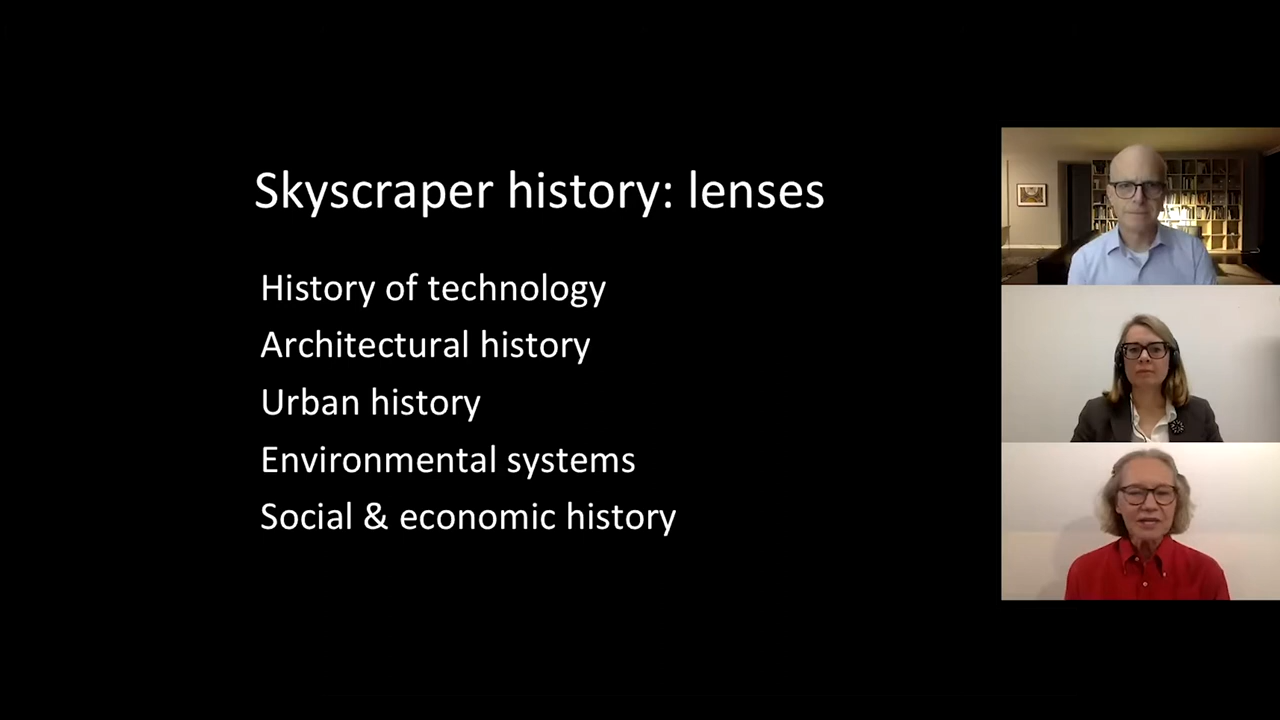 Skyscraper history: lenses
History of technology
Architectural history
Urban history
Environmental systems
Social & economic history